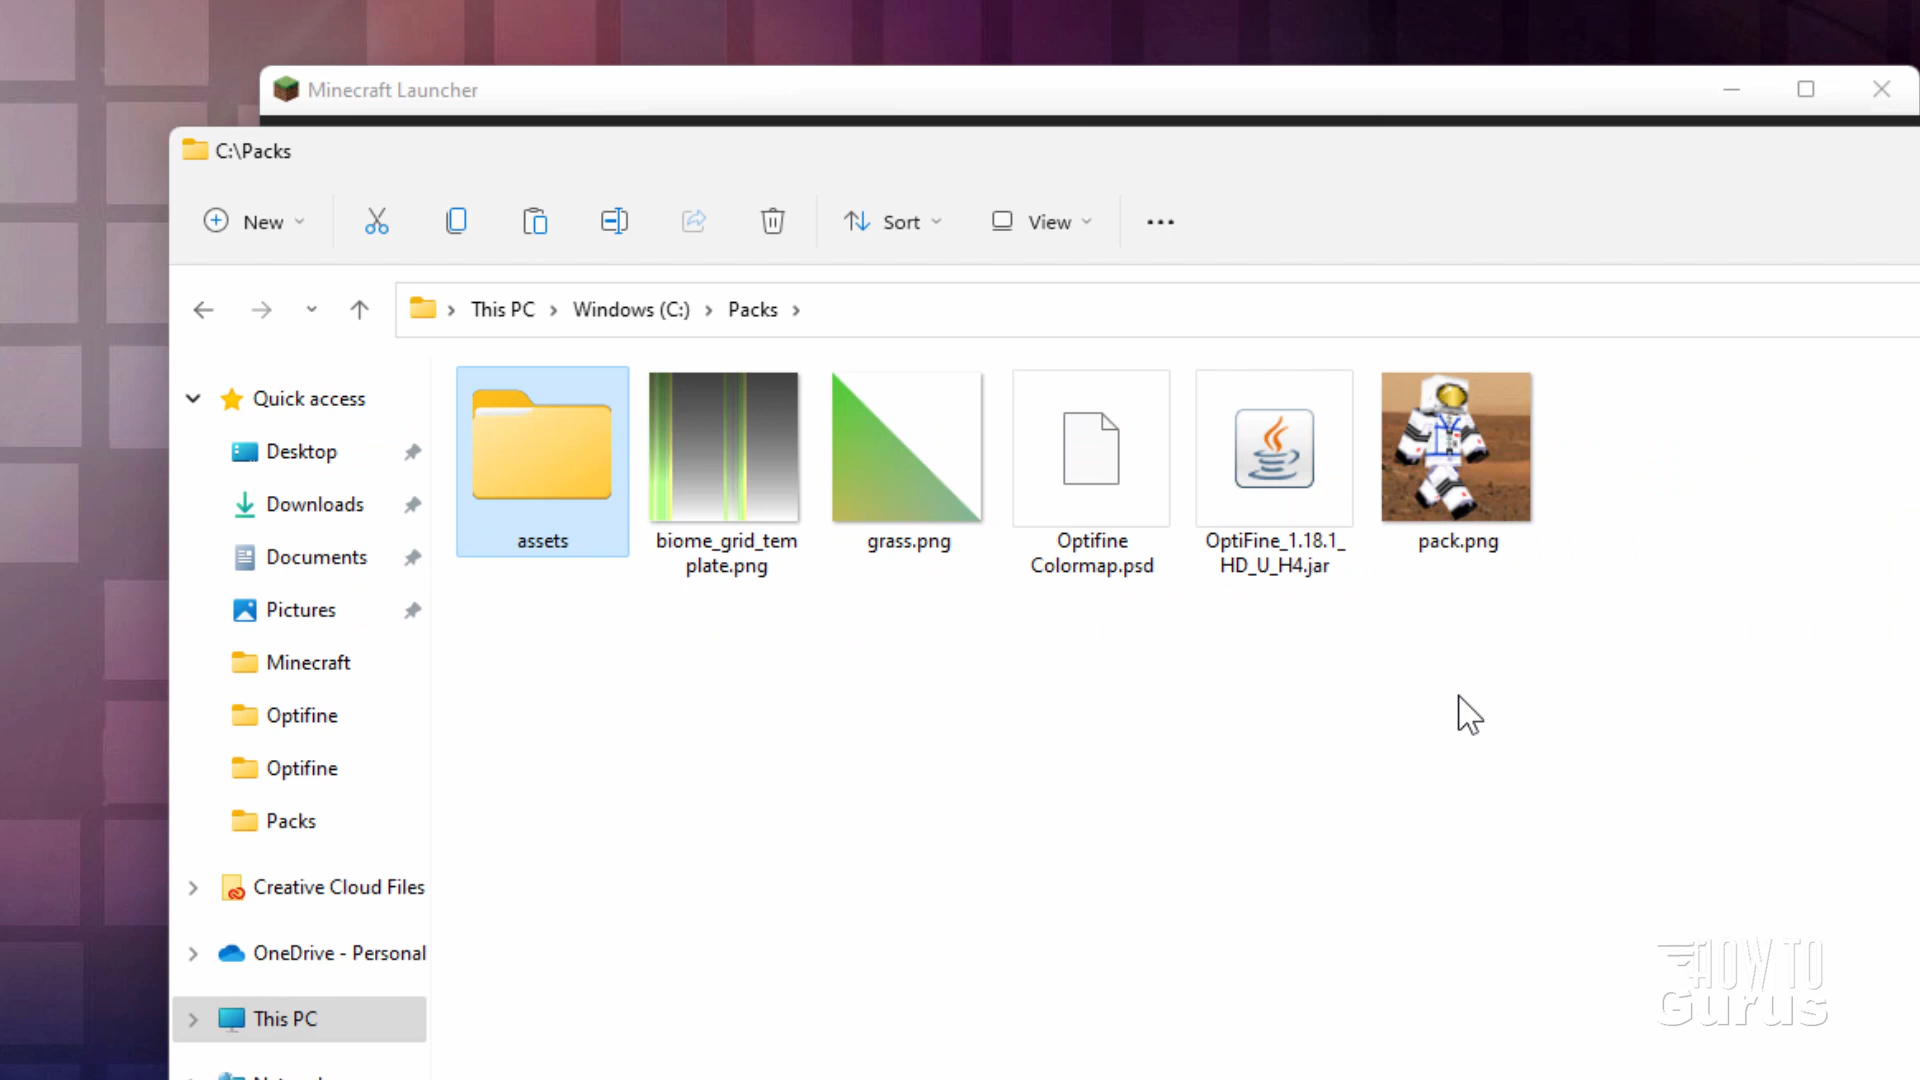 Minecraft Launcher
C:\Packs
New
Sort
View
This PC > Windows (C:) > Packs >
Quick access
Desktop
Downloads
Documents
Pictures
Minecraft
Optifine
Optifine
Packs
Creative Cloud Files
OneDrive - Personal
This PC
assets
biome_grid_tem
plate.png
grass.png
Optifine
Colormap.psd
OptiFine_1.18.1_
HD_U_H4.jar
pack.png
HOW TO
Gurus